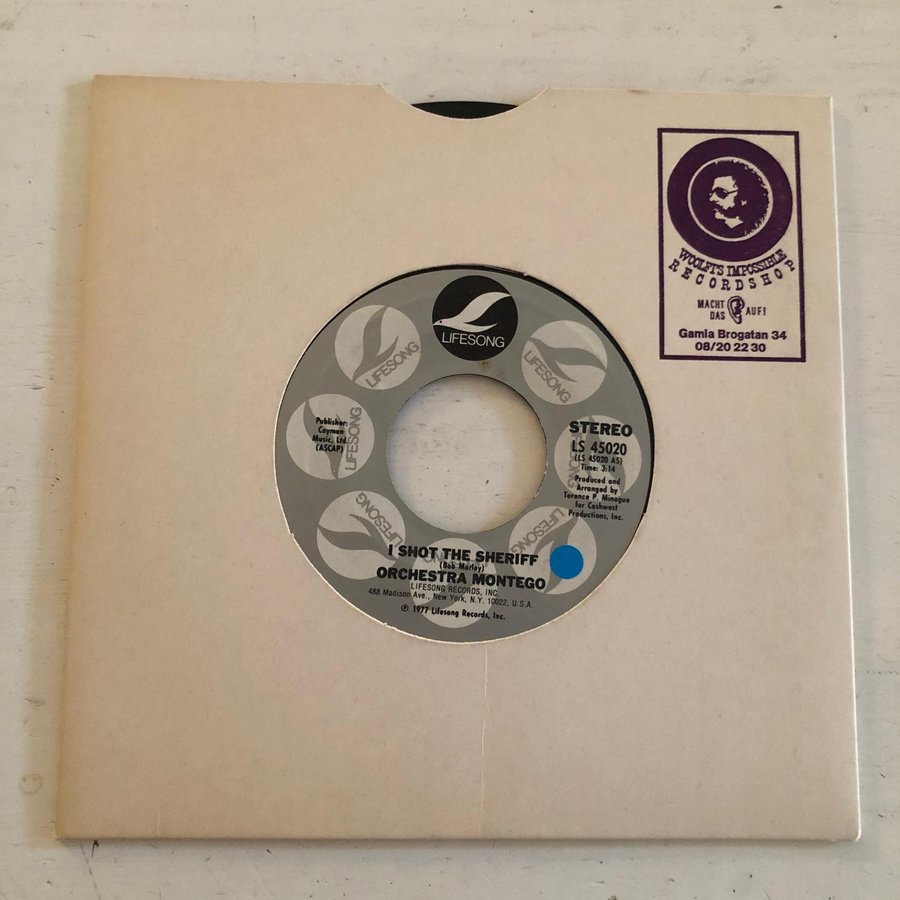 WOOLFI'S IMPOSSIBLE
RECORDSHOP
MACHT
DAS
AUF!
Gamla Brogatan 34
08/20 22 30
LIFESONG
LIFESONG
LIFESONG
LIFESONG
LIFESONG
LIFESONG
LIFESONG
Publisher:
Cayman
Music, Ltd.
(ASCAP)
STEREO
LS 45020
(LS 45020 AS)
Time: 3:14
Produced and
Arranged by
Terence P. Minogue
for Cashwest
Productions, Inc.
I SHOT THE SHERIFF
(Bob Marley)
ORCHESTRA MONTEGO
LIFESONG RECORDS, INC.
488 Madison Ave., New York, N.Y. 10022, U.S.A.
℗ 1977 Lifesong Records, Inc.